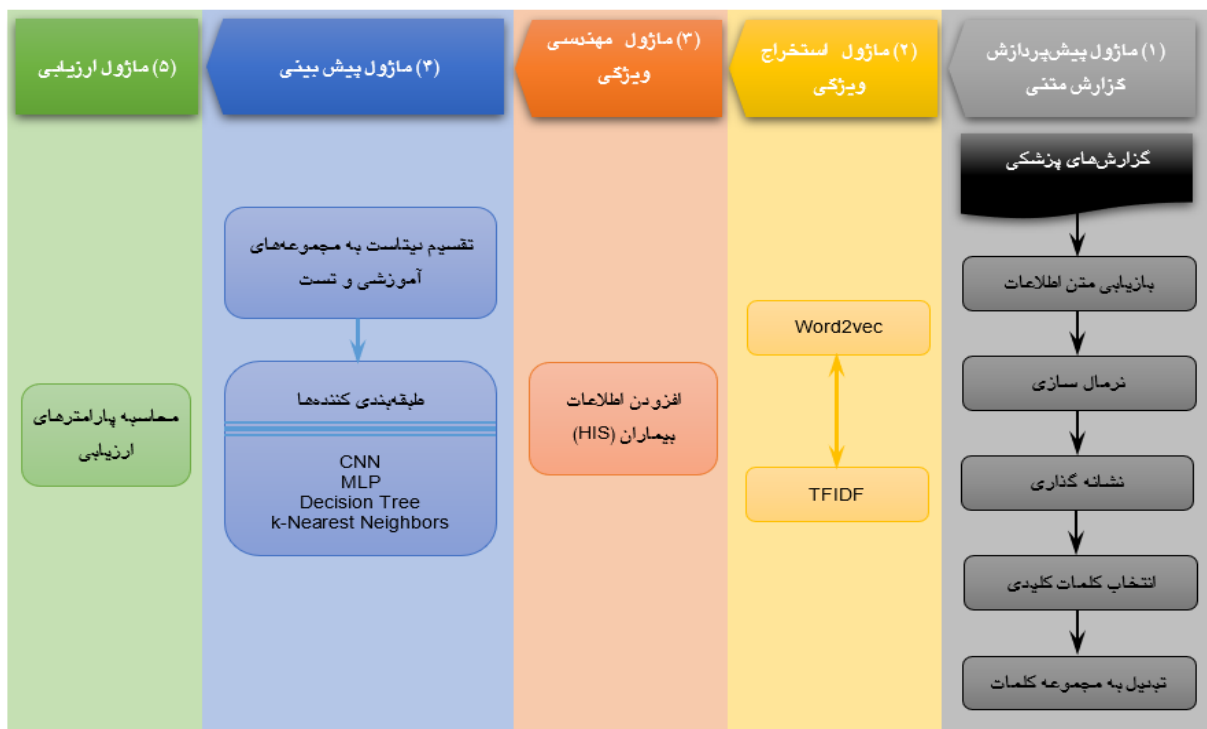 (۱) ماژول پیش‌پردازش
گزارش متنی
گزارش‌های پزشکی
بازیابی متن اطلاعات
نرمال سازی
نشانه گذاری
انتخاب کلمات کلیدی
تبدیل به مجموعه کلمات
(۲) ماژول استخراج
ویژگی
Word2vec
TFIDF
(۳) ماژول مهندسی
ویژگی
افزودن اطلاعات
بیماران (HIS)
(۴) ماژول پیش بینی
تقسیم دیتاست به مجموعه‌های
آموزشی و تست
طبقه‌بندی کننده‌ها
CNN
MLP
Decision Tree
k-Nearest Neighbors
(۵) ماژول ارزیابی
محاسبه پارامترهای
ارزیابی